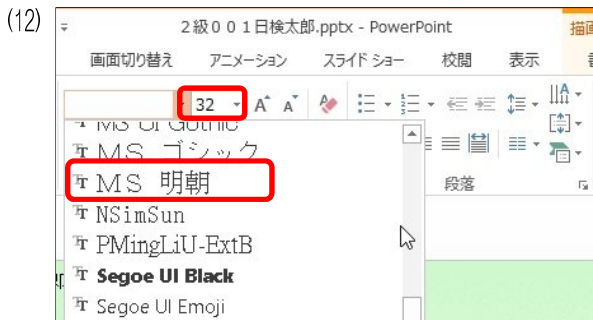 (12)
2級００１日検太郎.pptx - PowerPoint
描画
画面切り替え アニメーション スライド ショー 校閲 表示
32
MS UI Gothic
ＭＳ ゴシック
ＭＳ 明朝
段落
NSimSun
PMingLiU-ExtB
Segoe UI Black
Segoe UI Emoji